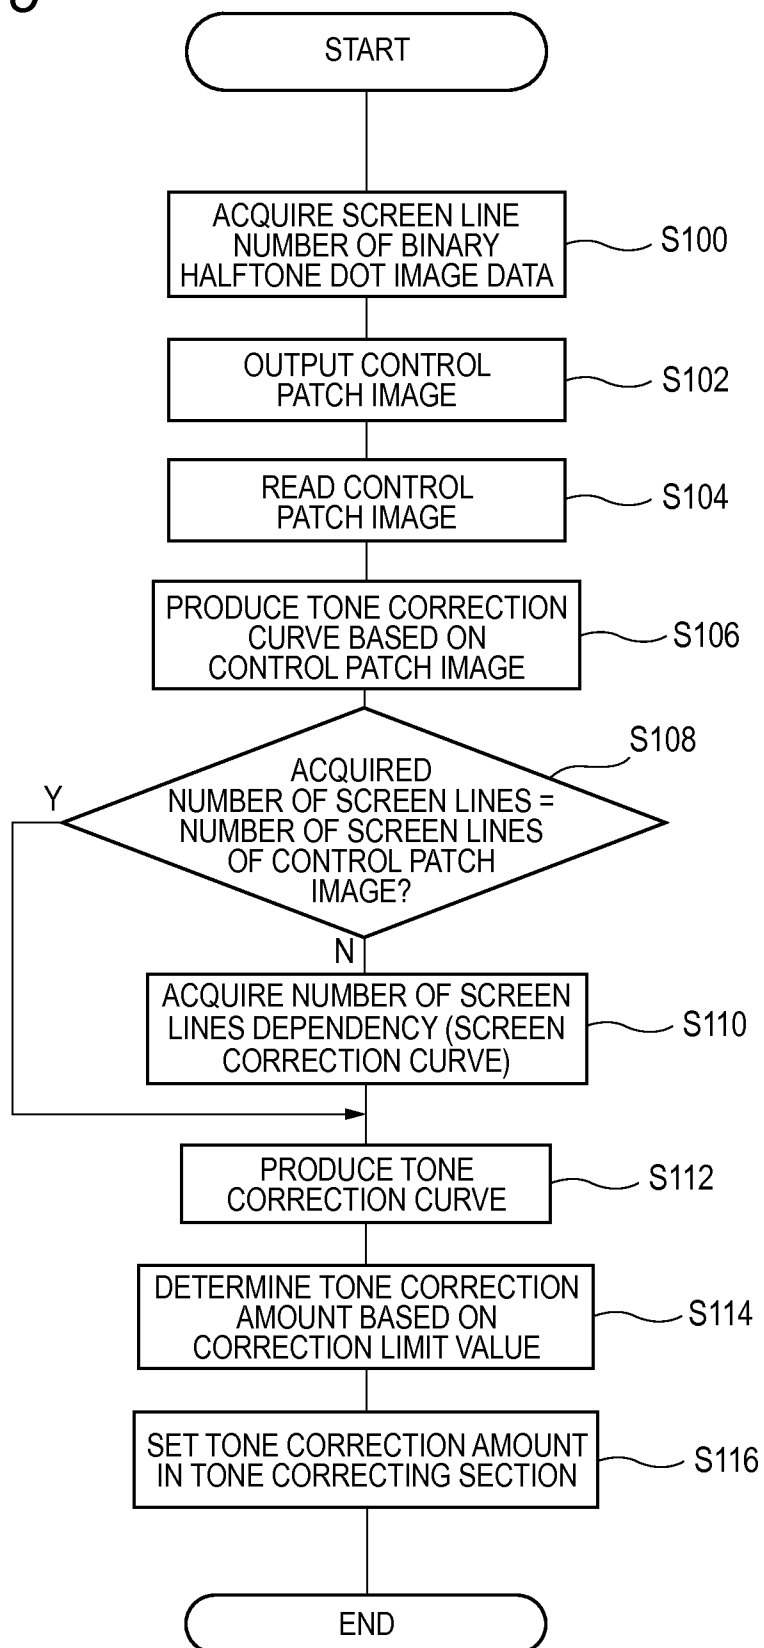 START
ACQUIRE SCREEN LINE
NUMBER OF BINARY
HALFTONE DOT IMAGE DATA
S100
OUTPUT CONTROL
PATCH IMAGE
S102
READ CONTROL
PATCH IMAGE
S104
PRODUCE TONE CORRECTION
CURVE BASED ON
CONTROL PATCH IMAGE
S106
S108
ACQUIRED
NUMBER OF SCREEN LINES =
NUMBER OF SCREEN LINES
OF CONTROL PATCH
IMAGE?
Y
N
ACQUIRE NUMBER OF SCREEN
LINES DEPENDENCY (SCREEN
CORRECTION CURVE)
S110
PRODUCE TONE
CORRECTION CURVE
S112
DETERMINE TONE CORRECTION
AMOUNT BASED ON
CORRECTION LIMIT VALUE
S114
SET TONE CORRECTION AMOUNT
IN TONE CORRECTING SECTION
S116
END